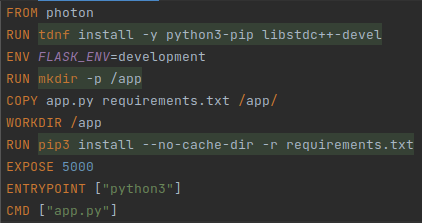 FROM photon
RUN tdnf install -y python3-pip libstdc++-devel
ENV FLASK_ENV=development
RUN mkdir -p /app
COPY app.py requirements.txt /app/
WORKDIR /app
RUN pip3 install --no-cache-dir -r requirements.txt
EXPOSE 5000
ENTRYPOINT ["python3"]
CMD ["app.py"]